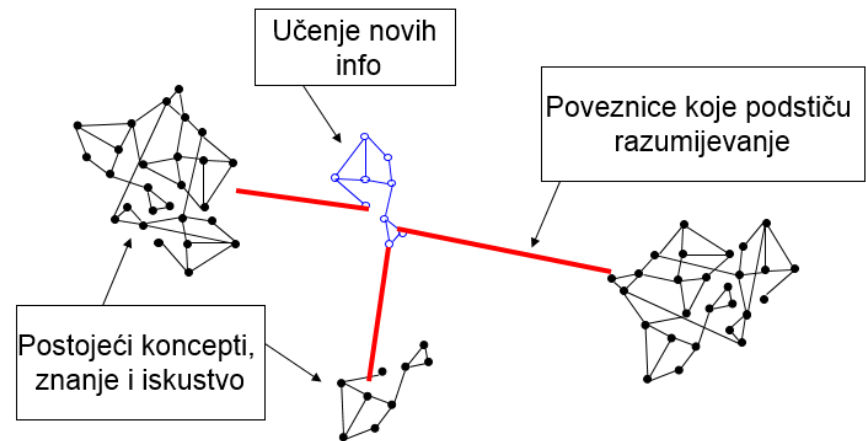 Učenje novih
info
Poveznice koje podstiču
razumijevanje
Postojeći koncepti,
znanje i iskustvo